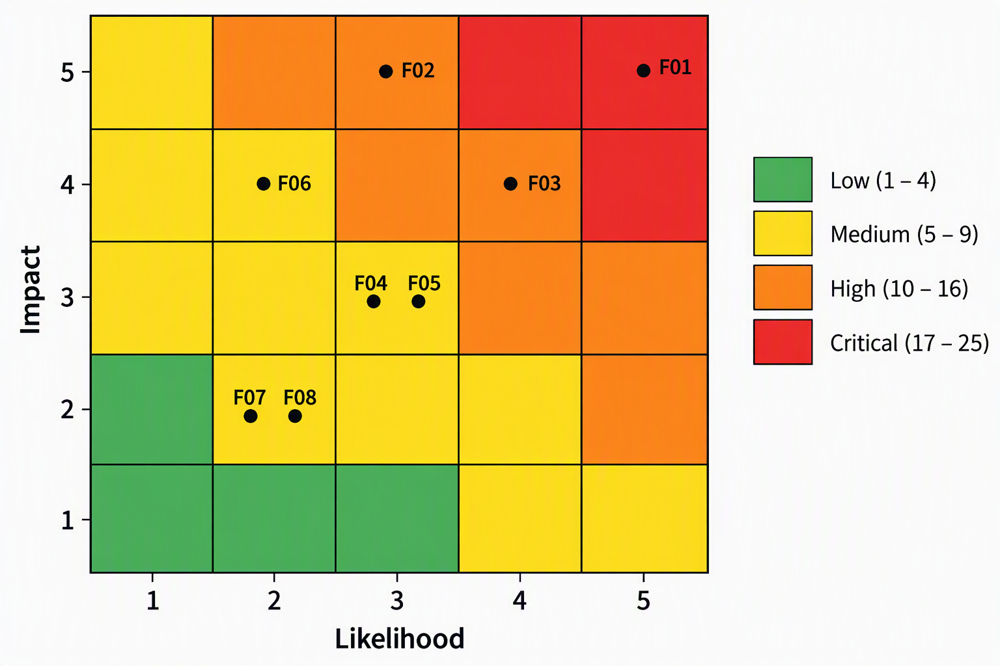 5
F02
F01
4
F06
F03
3
F04 F05
2
F07 F08
1
1 2 3 4 5
Likelihood
Impact
Low (1 – 4)
Medium (5 – 9)
High (10 – 16)
Critical (17 – 25)